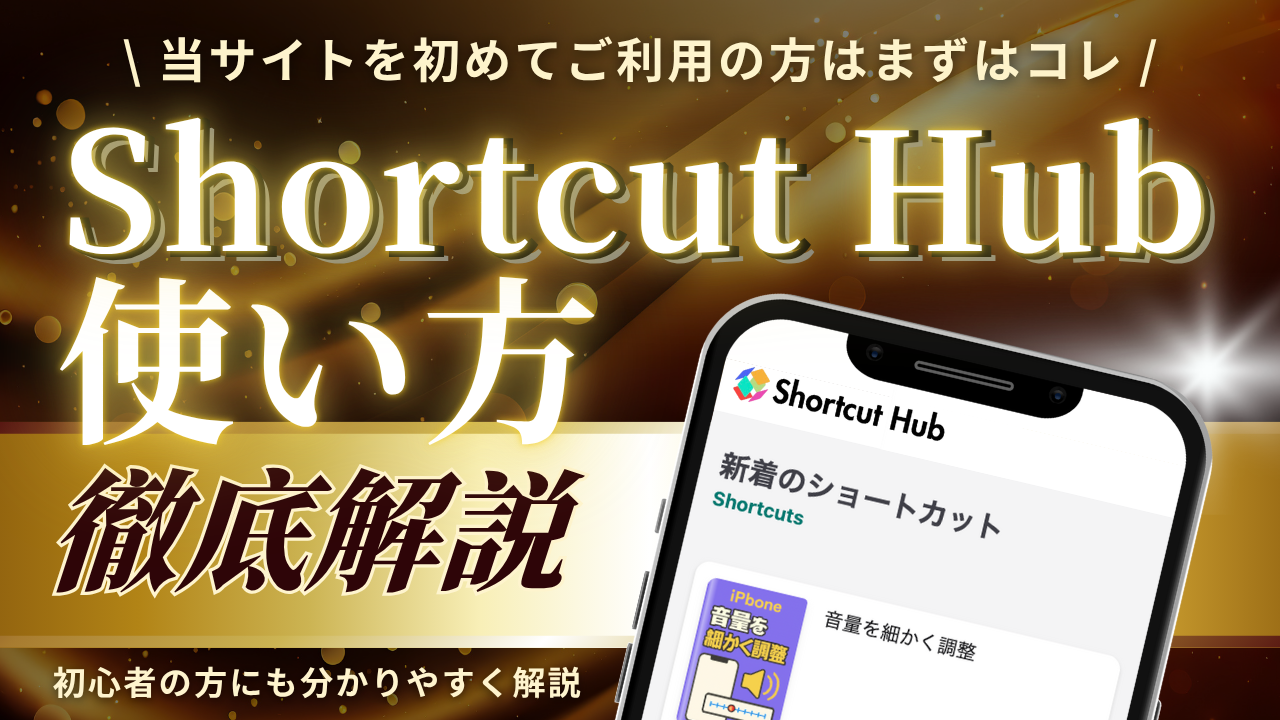 \ 当サイトを初めてご利用の方はまずはコレ /
Shortcut Hub
使い方
徹底解説
初心者の方にも分かりやすく解説
Shortcut Hub
新着のショートカット
Shortcuts
iPhone
音量を
細かく調整
音量を細かく調整